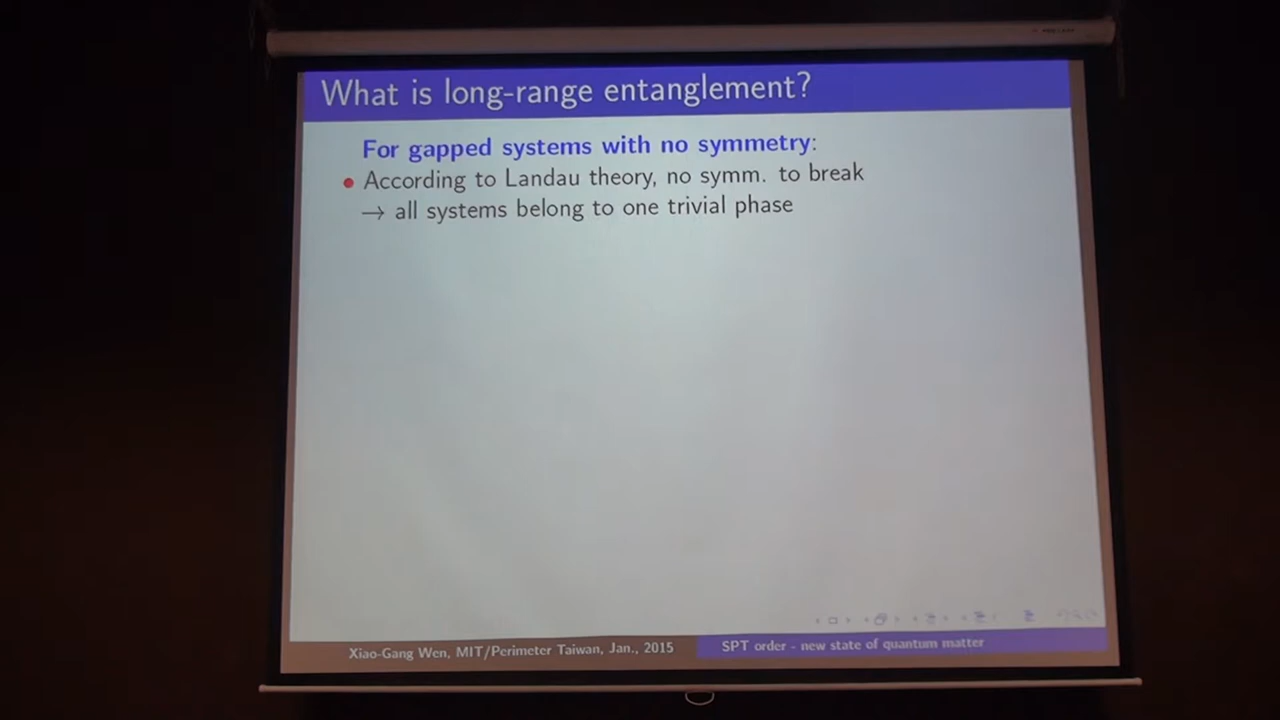 What is long-range entanglement?
For gapped systems with no symmetry:
• According to Landau theory, no symm. to break
→ all systems belong to one trivial phase
Xiao-Gang Wen, MIT/Perimeter Taiwan, Jan., 2015
SPT order - new state of quantum matter